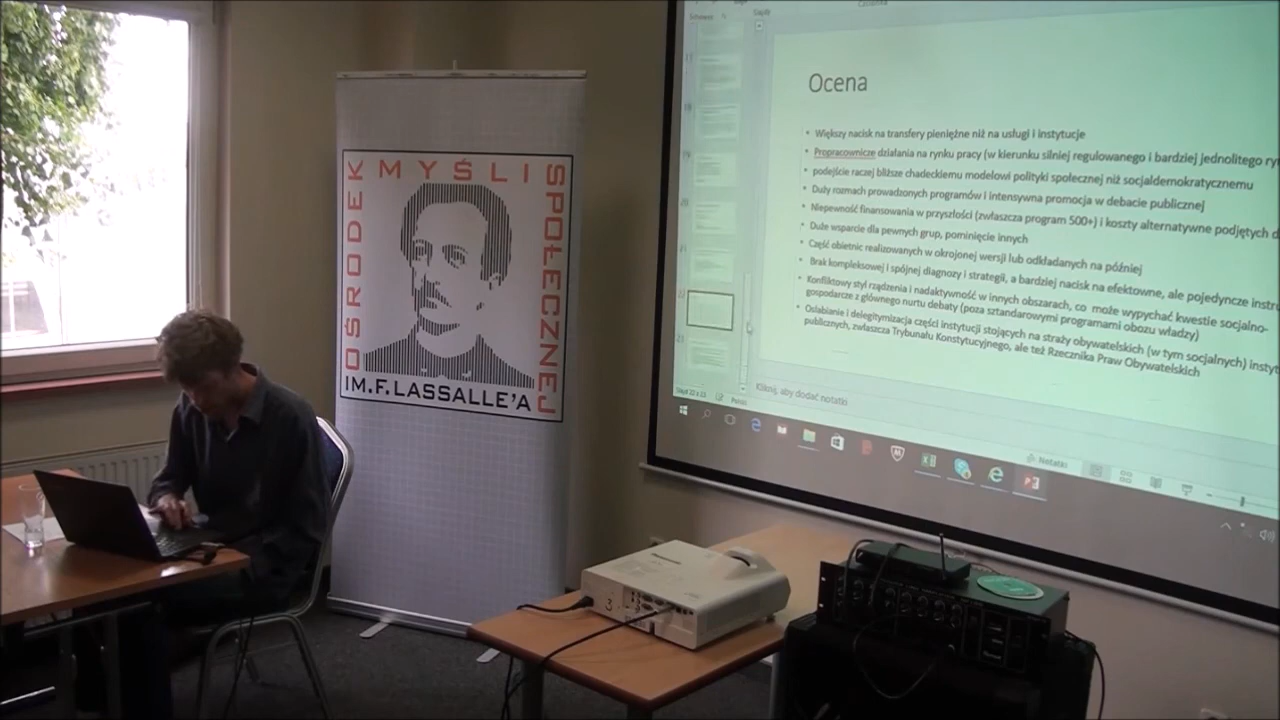 OŚRODEK
MYŚLI
SPOŁECZNEJ
IM.F.LASSALLE'A
Ocena
• Większy nacisk na transfery pieniężne niż na usługi i instytucje
• Propracownicze działania na rynku pracy (w kierunku silniej regulowanego i bardziej jednolitego
• podejście raczej bliższe chadeckiemu modelowi polityki społecznej niż socjaldemokratycznemu
• Duży rozmach prowadzonych programów i intensywna promocja w debacie publicznej
• Niepewność finansowania w przyszłości (zwłaszcza program 500+) i koszty alternatywne podjętych
• Duże wsparcie dla pewnych grup, pominięcie innych
• Część obietnic realizowanych w okrojonej wersji lub odkładanych na później
• Brak kompleksowej i spójnej diagnozy i strategii, a bardziej nacisk na efektowne, ale pojedyncze
• Konfliktowy styl rządzenia i nadaktywność w innych obszarach, co może wypychać kwestie socjalno-
gospodarcze z głównego nurtu debaty (poza sztandarowymi programami obozu władzy)
• Osłabianie i delegitymizacja części instytucji stojących na straży obywatelskich (w tym socjalnych)
publicznych, zwłaszcza Trybunału Konstytucyjnego, ale też Rzecznika Praw Obywatelskich
Kliknij, aby dodać notatki
Notatki
3